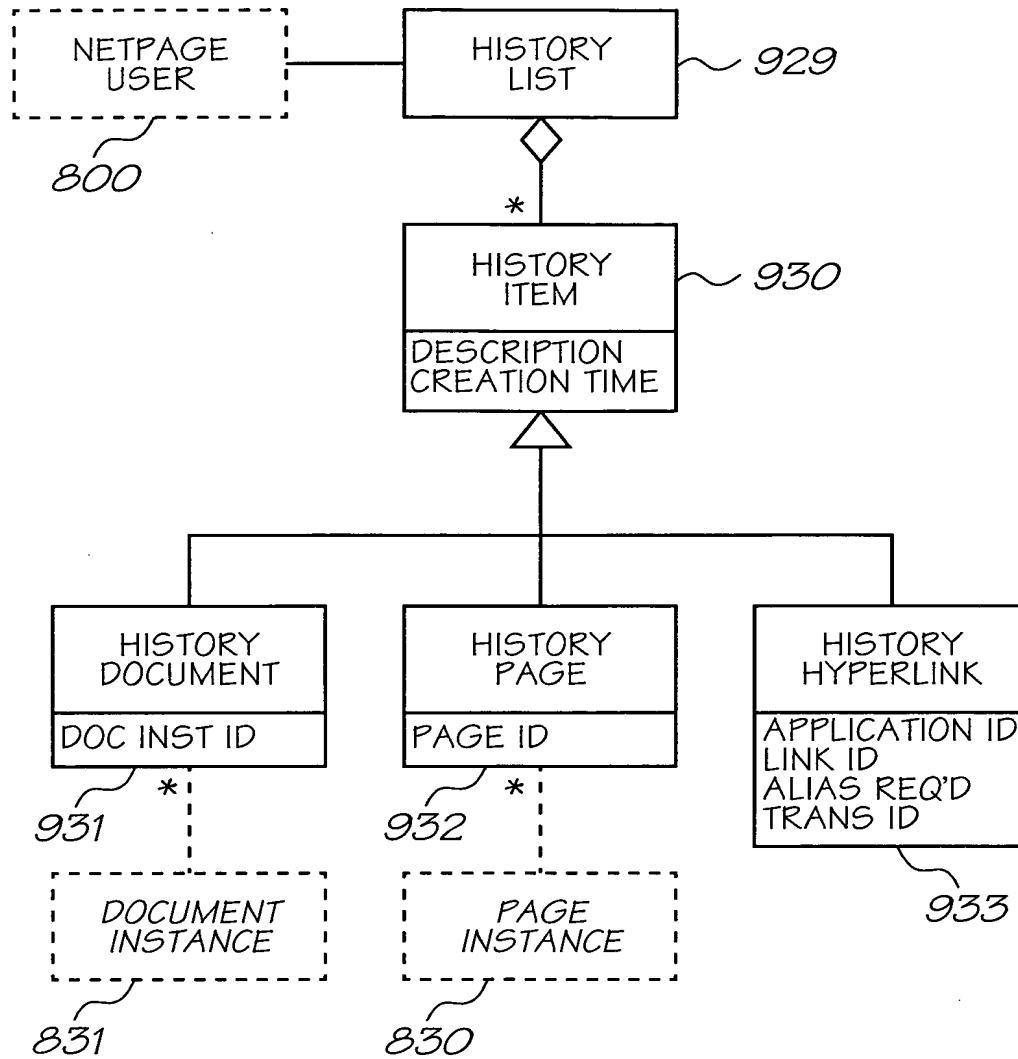 NETPAGE
USER
800
HISTORY
LIST
929
*
HISTORY
ITEM
930
DESCRIPTION
CREATION TIME
HISTORY
DOCUMENT
DOC INST ID
931
*
HISTORY
PAGE
PAGE ID
932
*
HISTORY
HYPERLINK
APPLICATION ID
LINK ID
ALIAS REQ'D
TRANS ID
933
DOCUMENT
INSTANCE
831
PAGE
INSTANCE
830